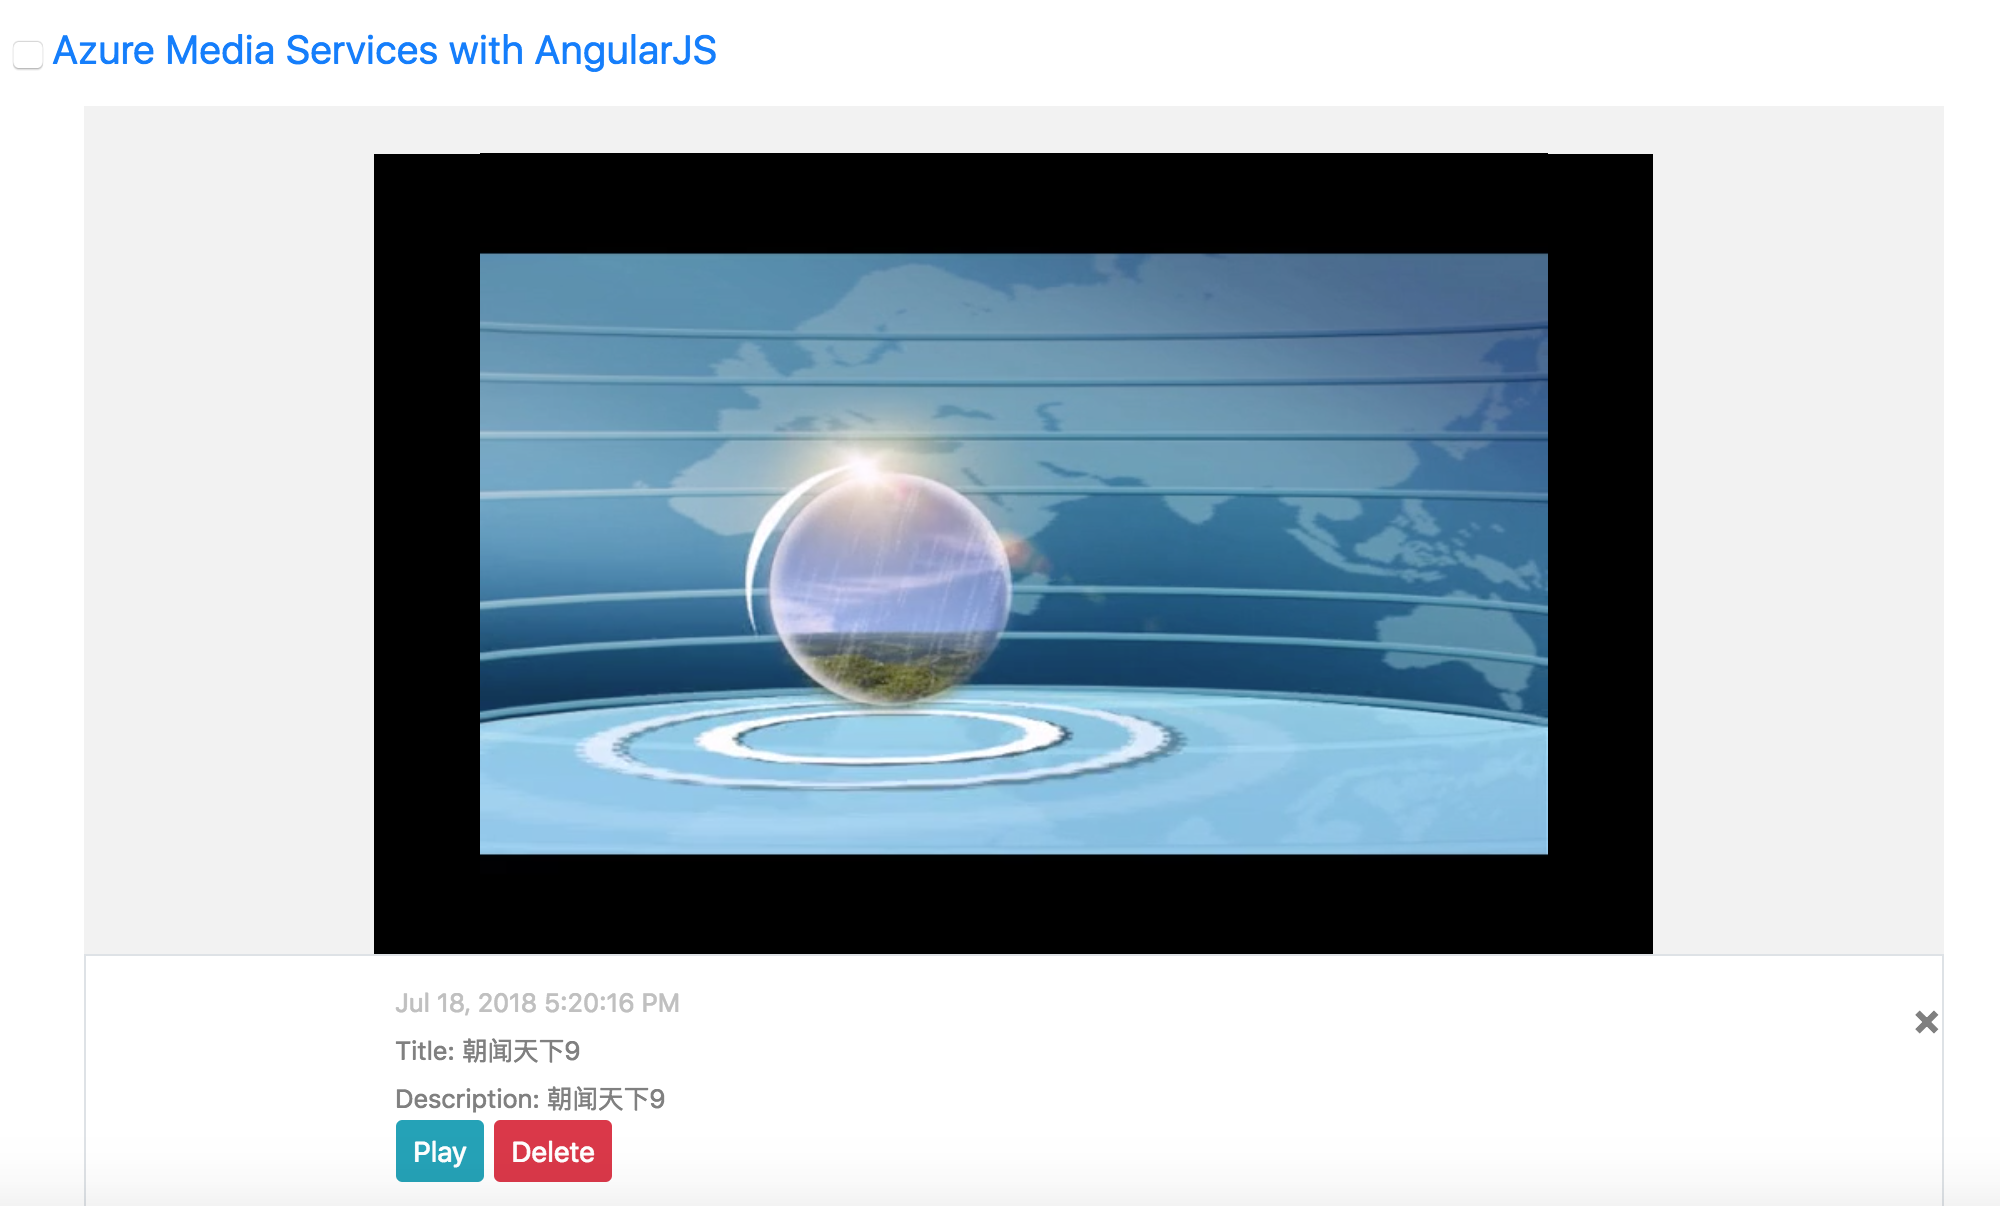 Azure Media Services with AngularJS
Jul 18, 2018 5:20:16 PM
Title: 朝闻天下9
Description: 朝闻天下9
Play Delete